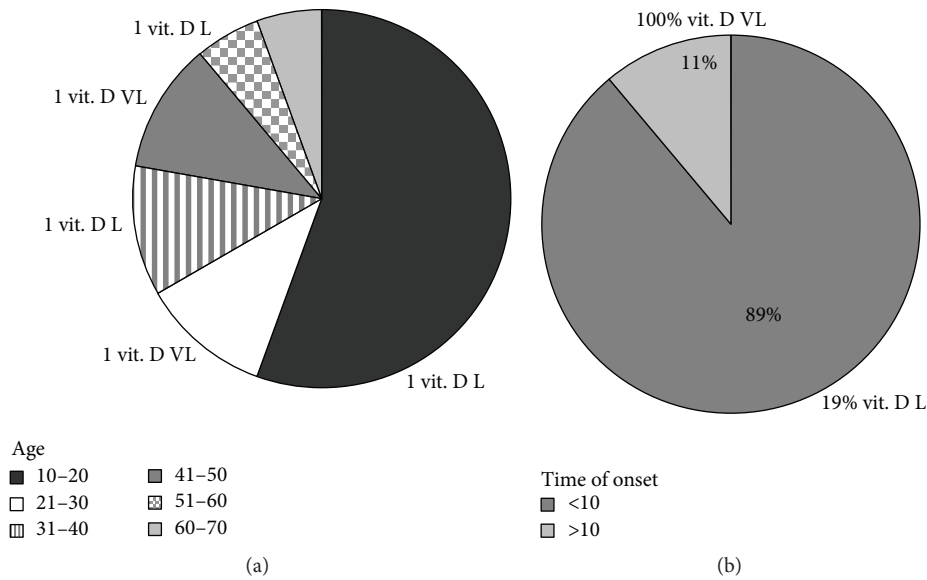 1 vit. D L
1 vit. D VL
1 vit. D L
1 vit. D VL
1 vit. D L
Age
10–20
21–30
31–40
41–50
51–60
60–70
(a)
100% vit. D VL
11%
89%
19% vit. D L
Time of onset
<10
>10
(b)